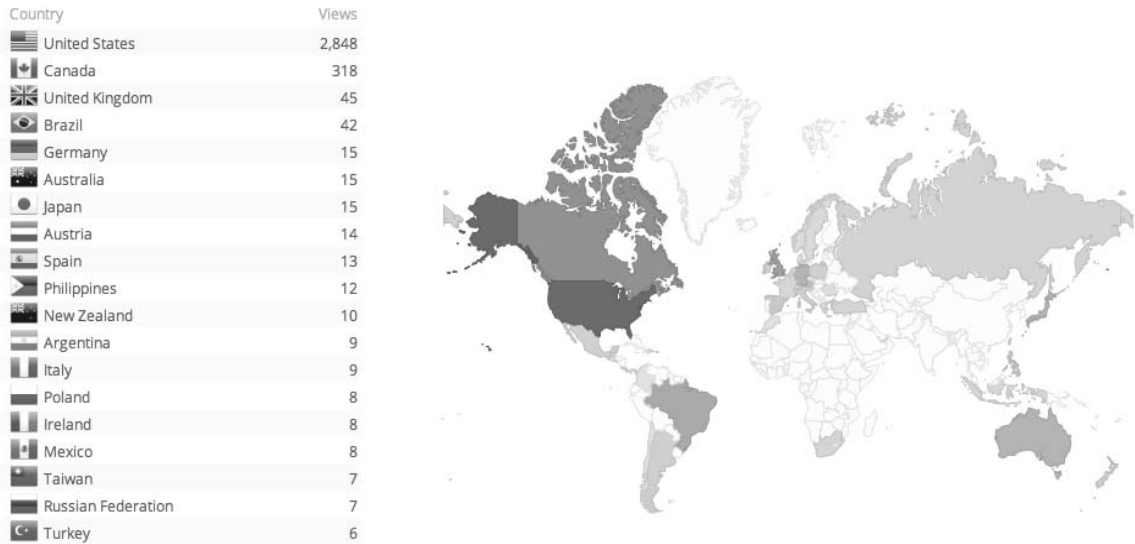 Country Views
United States 2,848
Canada 318
United Kingdom 45
Brazil 42
Germany 15
Australia 15
Japan 15
Austria 14
Spain 13
Philippines 12
New Zealand 10
Argentina 9
Italy 9
Poland 8
Ireland 8
Mexico 8
Taiwan 7
Russian Federation 7
Turkey 6